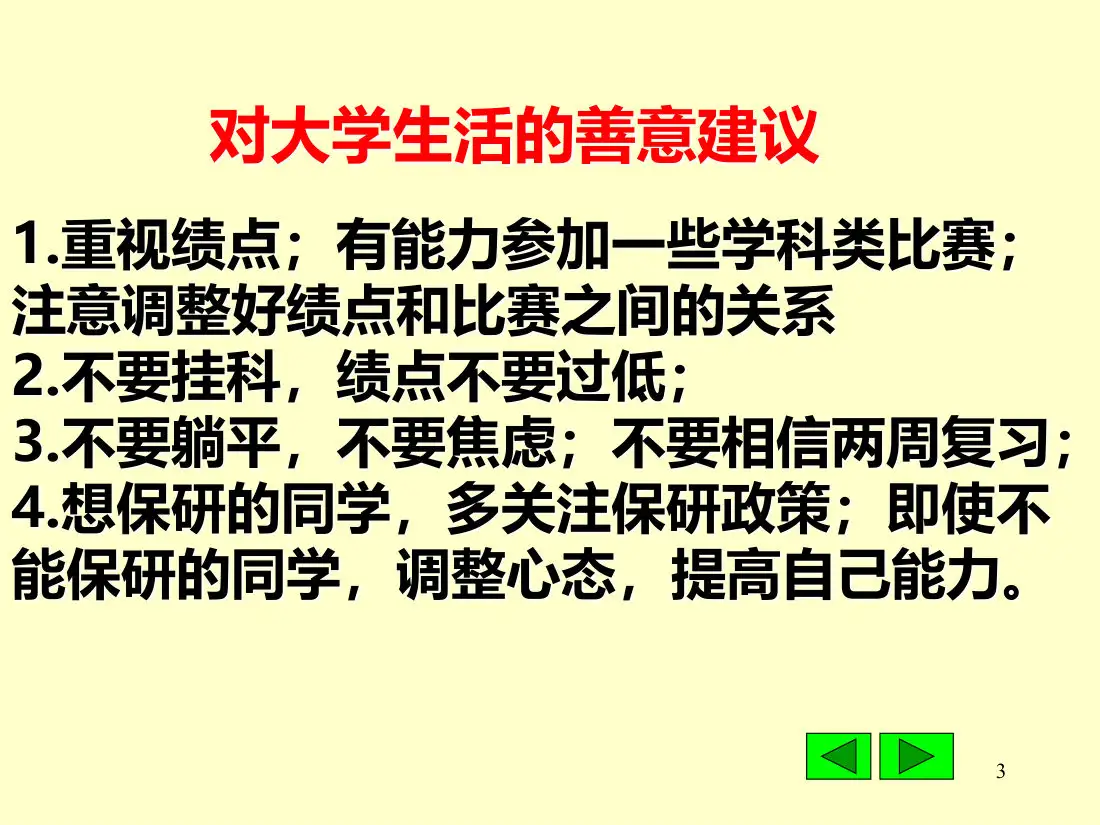 对大学生活的善意建议
1.重视绩点；有能力参加一些学科类比赛；
注意调整好绩点和比赛之间的关系
2.不要挂科，绩点不要过低；
3.不要躺平，不要焦虑；不要相信两周复习；
4.想保研的同学，多关注保研政策；即使不
能保研的同学，调整心态，提高自己能力。
3